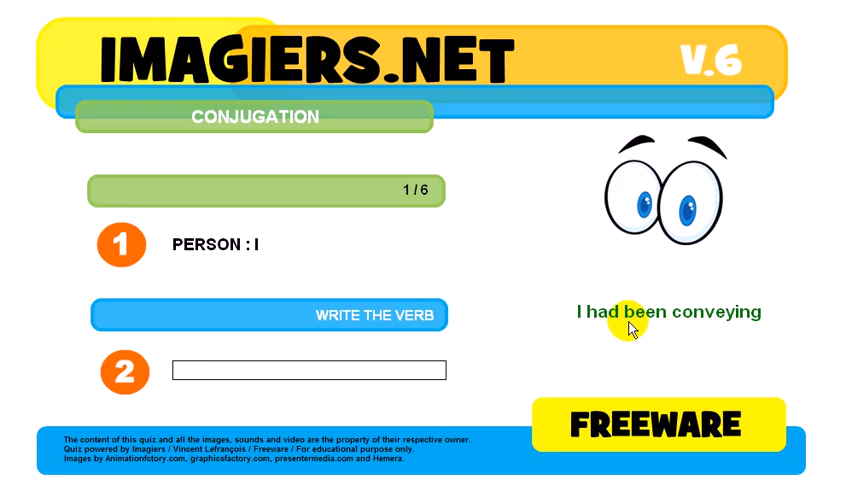 IMAGIERS.NET
V.6
CONJUGATION
1 / 6
1
PERSON : I
WRITE THE VERB
I had been conveying
2
FREEWARE
The content of this quiz and all the images, sounds and video are the property of their respective owner.
Quiz powered by Imagiers / Vincent Lefrançois / Freeware / For educational purpose only.
Images by Animationfctory.com, graphicsfactory.com, presentermedia.com and Hemera.